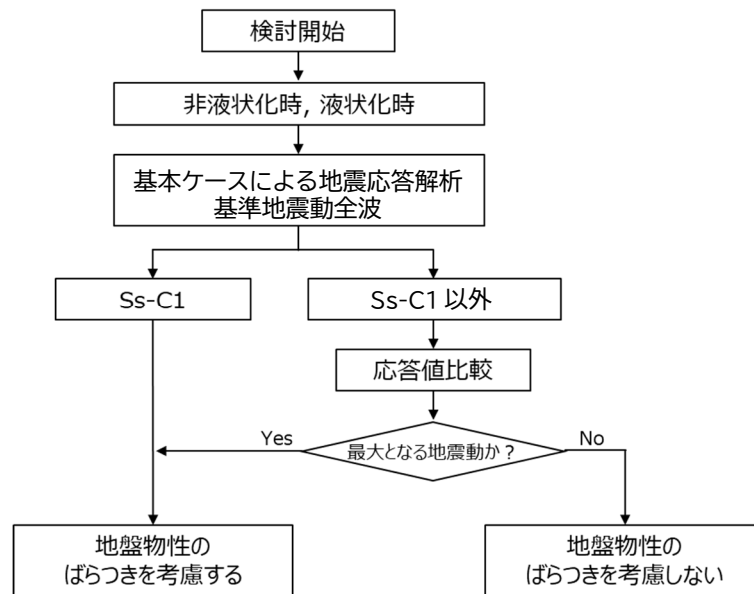 検討開始
非液状化時, 液状化時
基本ケースによる地震応答解析
基準地震動全波
Ss-C1
Ss-C1 以外
応答値比較
最大となる地震動か?
Yes
No
地盤物性の
ばらつきを考慮する
地盤物性の
ばらつきを考慮しない